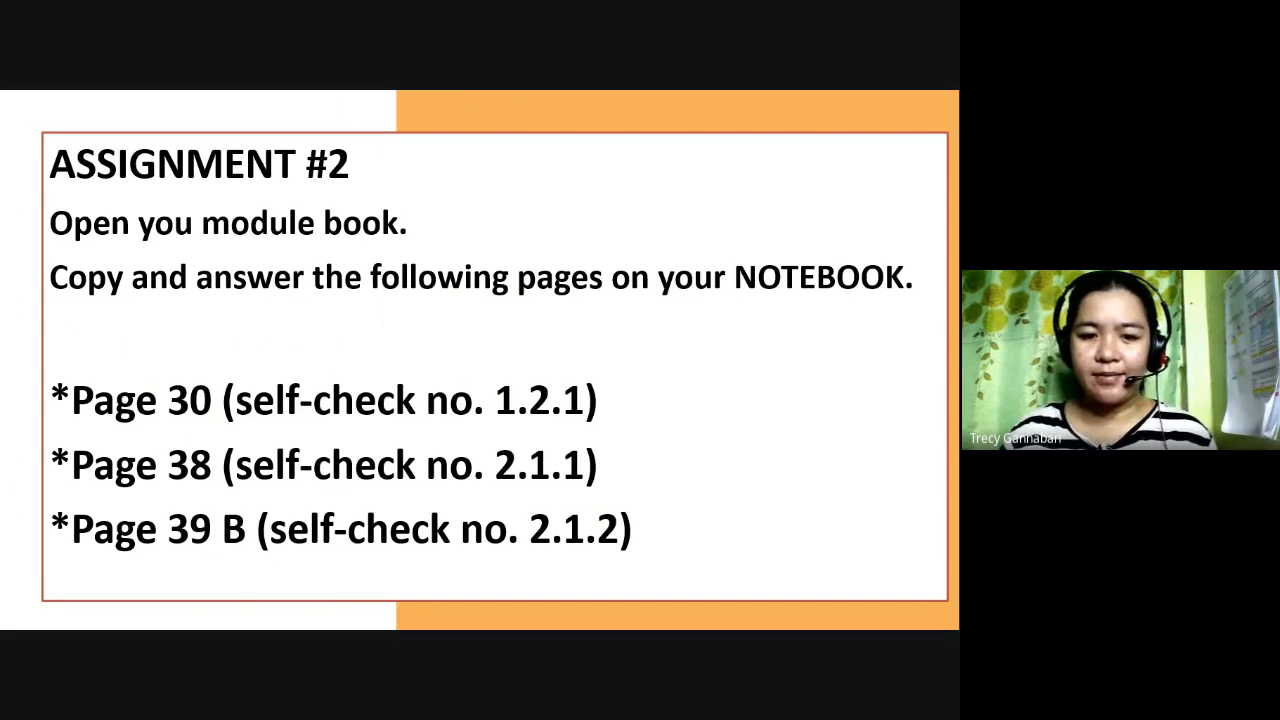 ASSIGNMENT #2
Open you module book.
Copy and answer the following pages on your NOTEBOOK.
*Page 30 (self-check no. 1.2.1)
*Page 38 (self-check no. 2.1.1)
*Page 39 B (self-check no. 2.1.2)
Trecy Gannaban